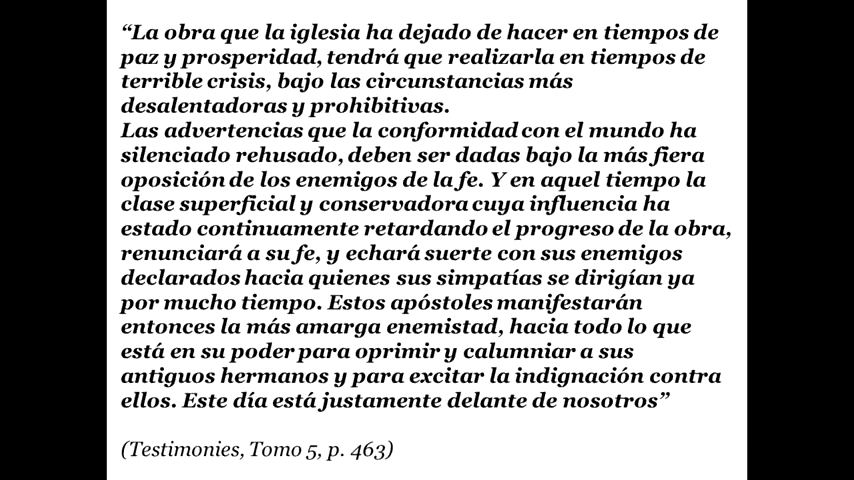 “La obra que la iglesia ha dejado de hacer en tiempos de
paz y prosperidad, tendrá que realizarla en tiempos de
terrible crisis, bajo las circunstancias más
desalentadoras y prohibitivas.
Las advertencias que la conformidad con el mundo ha
silenciado rehusado, deben ser dadas bajo la más fiera
oposición de los enemigos de la fe. Y en aquel tiempo la
clase superficial y conservadora cuya influencia ha
estado continuamente retardando el progreso de la obra,
renunciará a su fe, y echará suerte con sus enemigos
declarados hacia quienes sus simpatías se dirigían ya
por mucho tiempo. Estos apóstoles manifestarán
entonces la más amarga enemistad, hacia todo lo que
está en su poder para oprimir y calumniar a sus
antiguos hermanos y para excitar la indignación contra
ellos. Este día está justamente delante de nosotros”
(Testimonies, Tomo 5, p. 463)